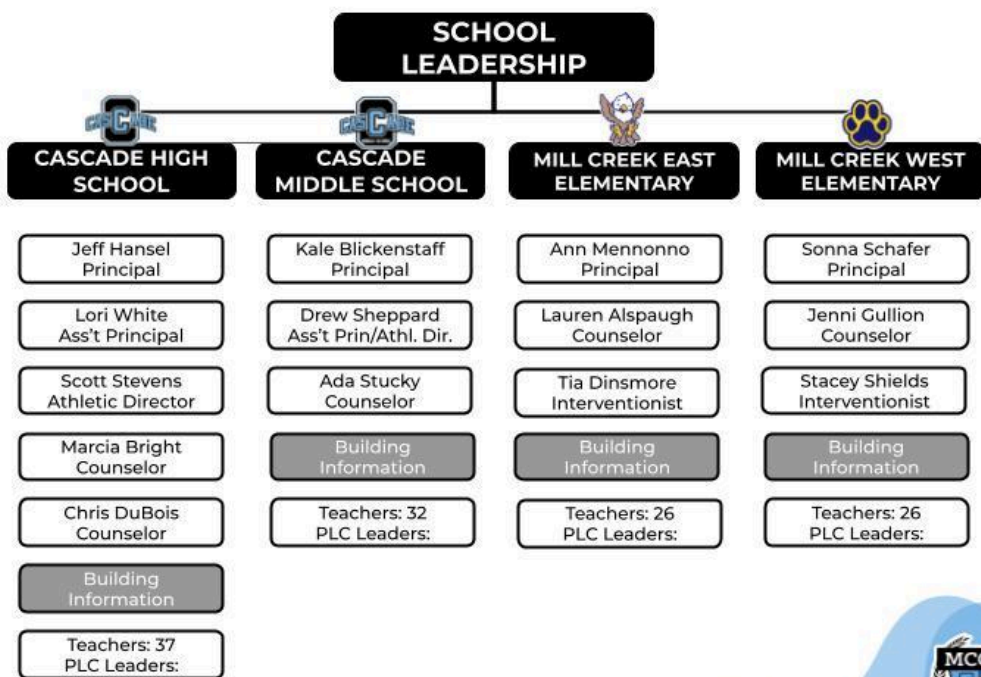 SCHOOL
LEADERSHIP
CASCADE
CASCADE
CASCADE HIGH
SCHOOL
Jeff Hansel
Principal
Lori White
Ass't Principal
Scott Stevens
Athletic Director
Marcia Bright
Counselor
Chris DuBois
Counselor
Building
Information
Teachers: 37
PLC Leaders:
CASCADE
MIDDLE SCHOOL
Kale Blickenstaff
Principal
Drew Sheppard
Ass't Prin/Athl. Dir.
Ada Stucky
Counselor
Building
Information
Teachers: 32
PLC Leaders:
MILL CREEK EAST
ELEMENTARY
Ann Mennonno
Principal
Lauren Alspaugh
Counselor
Tia Dinsmore
Interventionist
Building
Information
Teachers: 26
PLC Leaders:
MILL CREEK WEST
ELEMENTARY
Sonna Schafer
Principal
Jenni Gullion
Counselor
Stacey Shields
Interventionist
Building
Information
Teachers: 26
PLC Leaders: